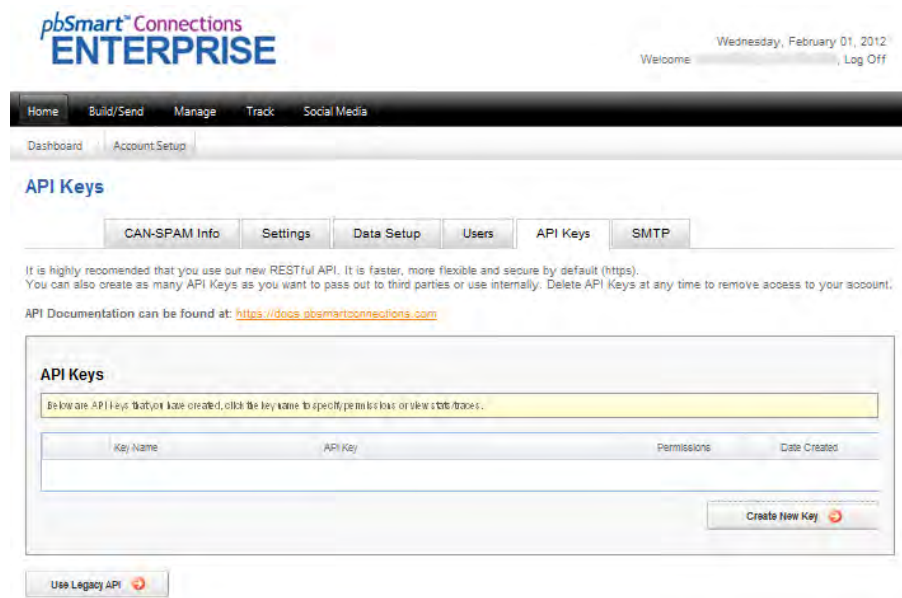 pbSmart™ Connections
ENTERPRISE
Wednesday, February 01, 2012
Welcome , Log Off
Home Build/Send Manage Track Social Media
Dashboard Account Setup
API Keys
CAN-SPAM Info Settings Data Setup Users API Keys SMTP
It is highly recomended that you use our new RESTful API. It is faster, more flexible and secure by default (https).
You can also create as many API Keys as you want to pass out to third parties or use internally. Delete API Keys at any time to remove access to your account.
API Documentation can be found at: https://docs.pbsmartconnections.com
API Keys
Below are API keys that you have created, click the key name to specify permissions or view stats/traces.
Key Name API Key Permissions Date Created
Create New Key
Use Legacy API